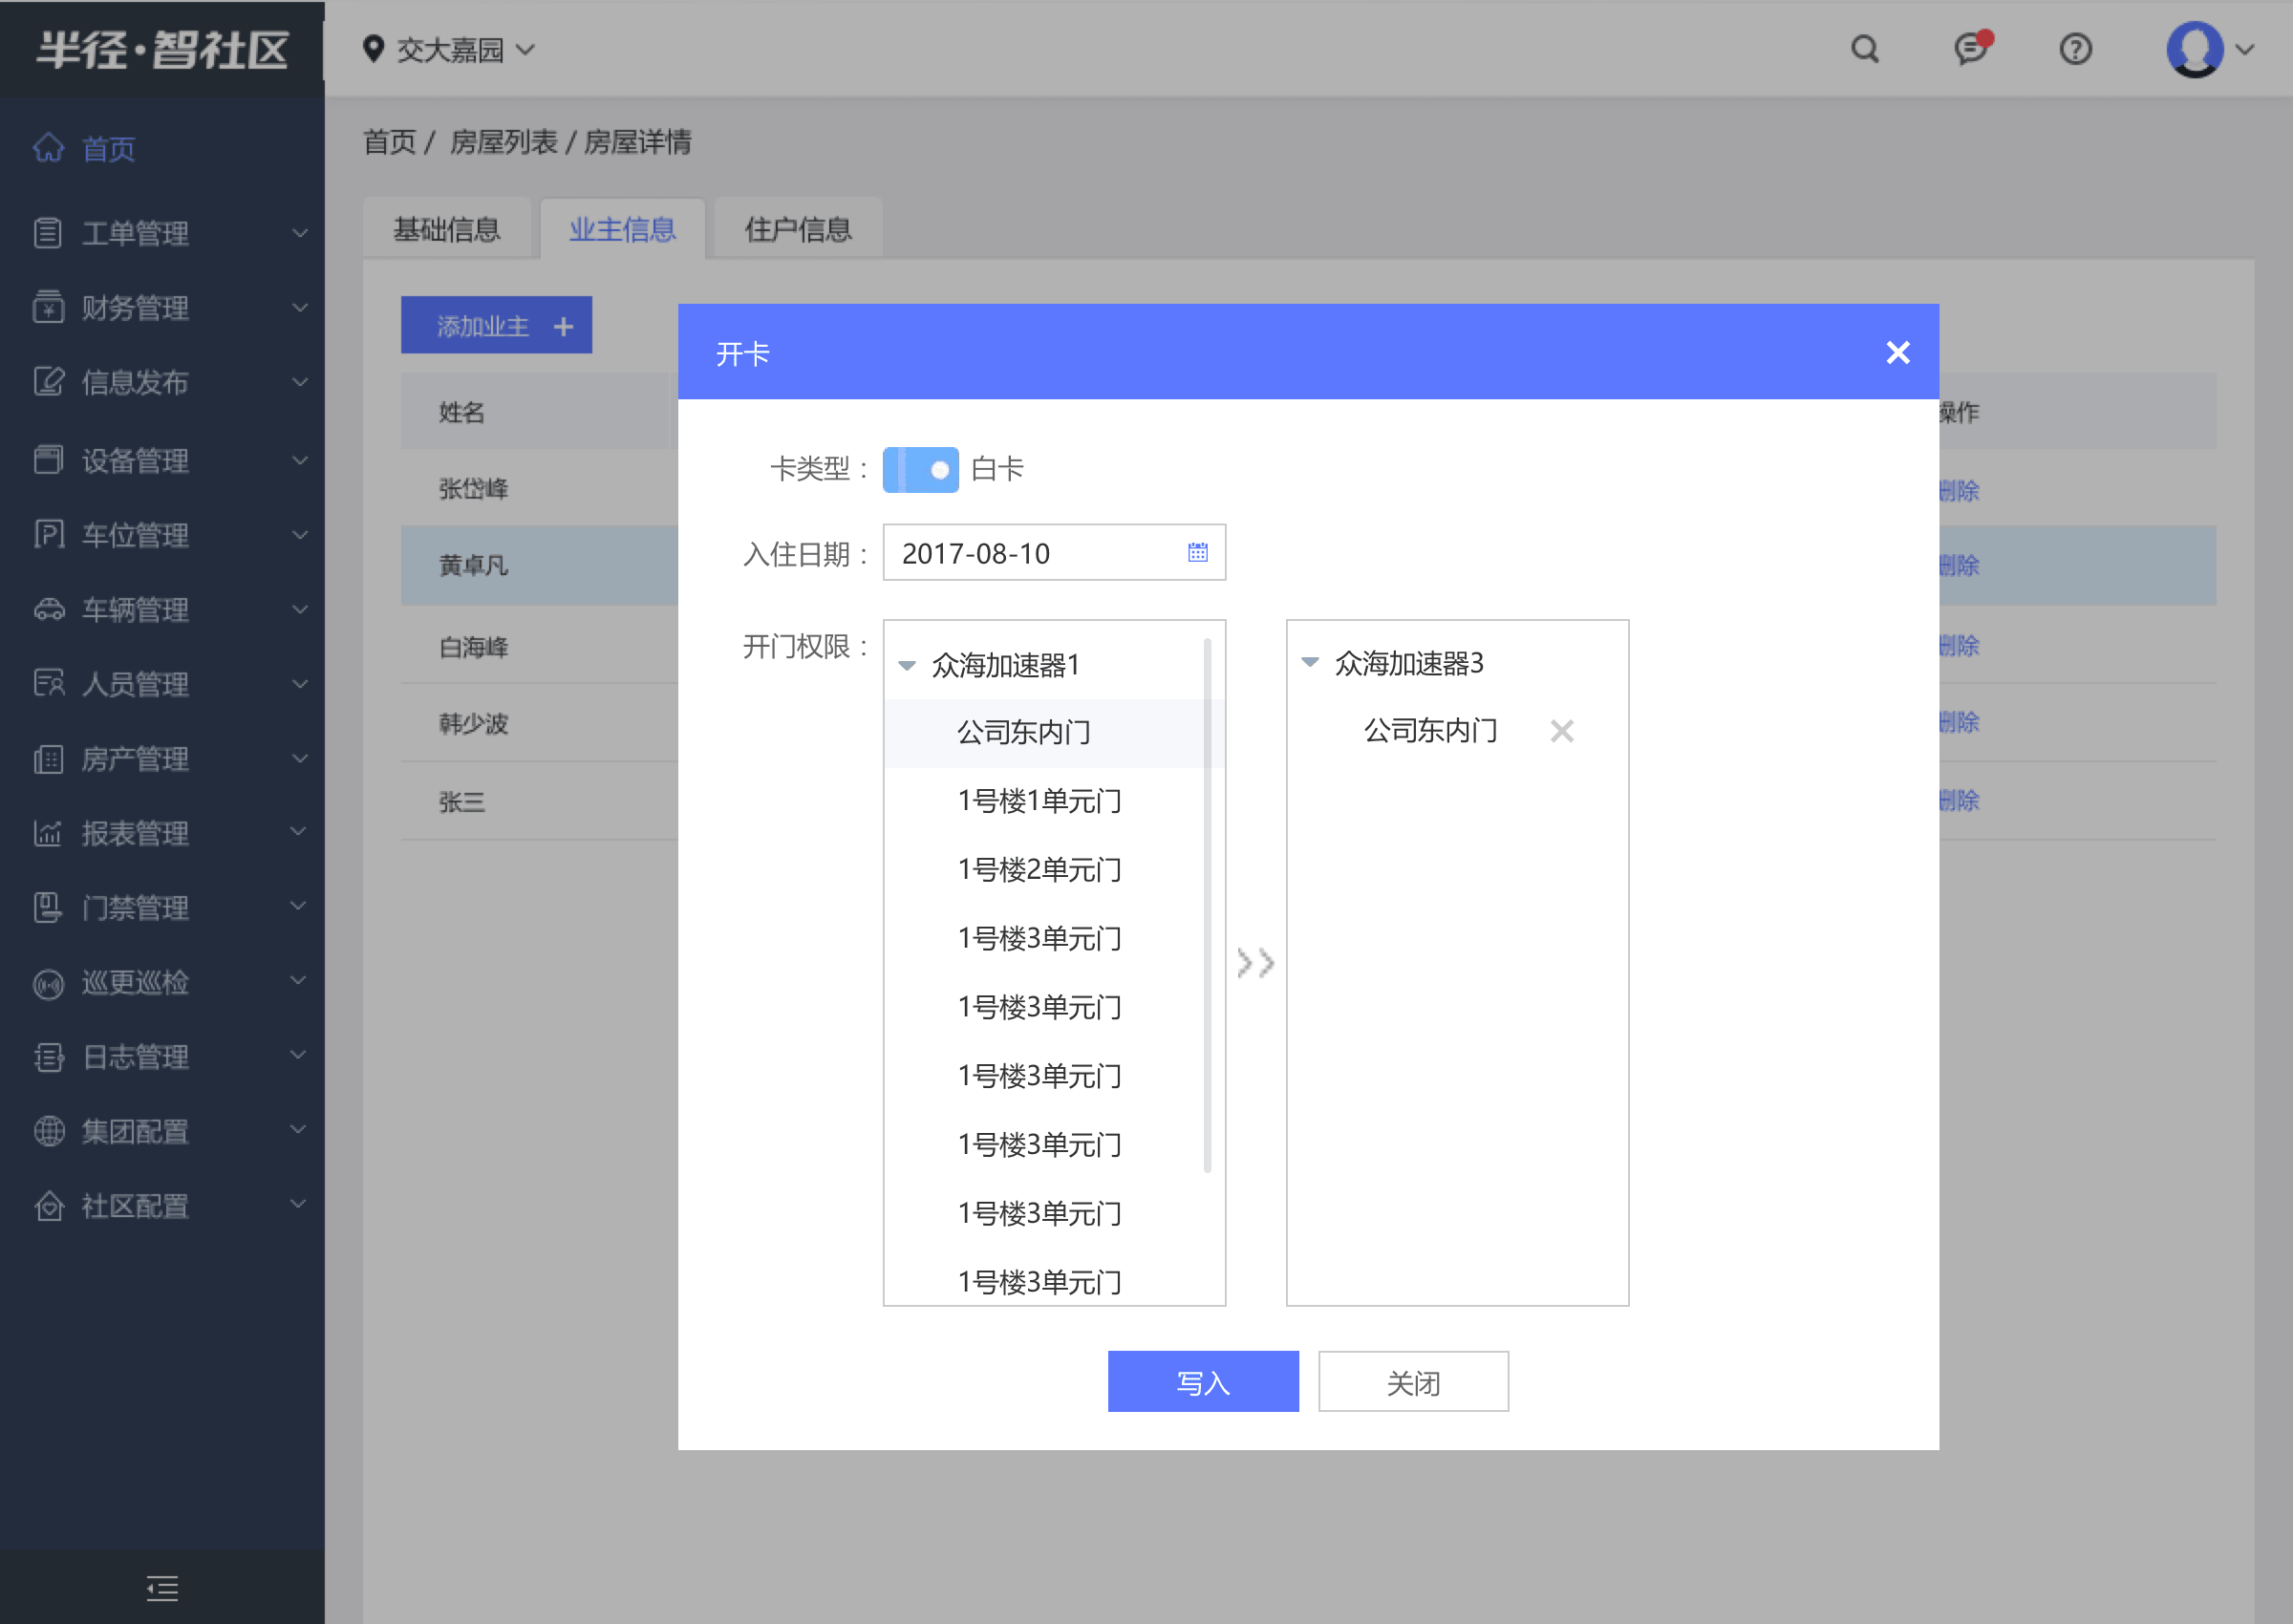 半径·智社区
交大嘉园
首页
工单管理
财务管理
信息发布
设备管理
车位管理
车辆管理
人员管理
房产管理
报表管理
门禁管理
巡更巡检
日志管理
集团配置
社区配置
首页 / 房屋列表 / 房屋详情
基础信息 业主信息 住户信息
添加业主 +
姓名 操作
张岱峰 删除
黄卓凡 删除
白海峰 删除
韩少波 删除
张三 删除
开卡
卡类型： 白卡
入住日期： 2017-08-10
开门权限：
众海加速器1
公司东内门
1号楼1单元门
1号楼2单元门
1号楼3单元门
1号楼3单元门
1号楼3单元门
1号楼3单元门
1号楼3单元门
1号楼3单元门
众海加速器3
公司东内门
写入 关闭